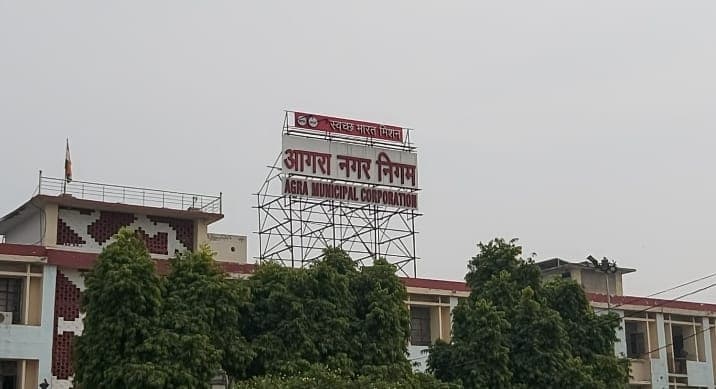 स्वच्छ भारत मिशन
आगरा नगर निगम
AGRA MUNICIPAL CORPORATION